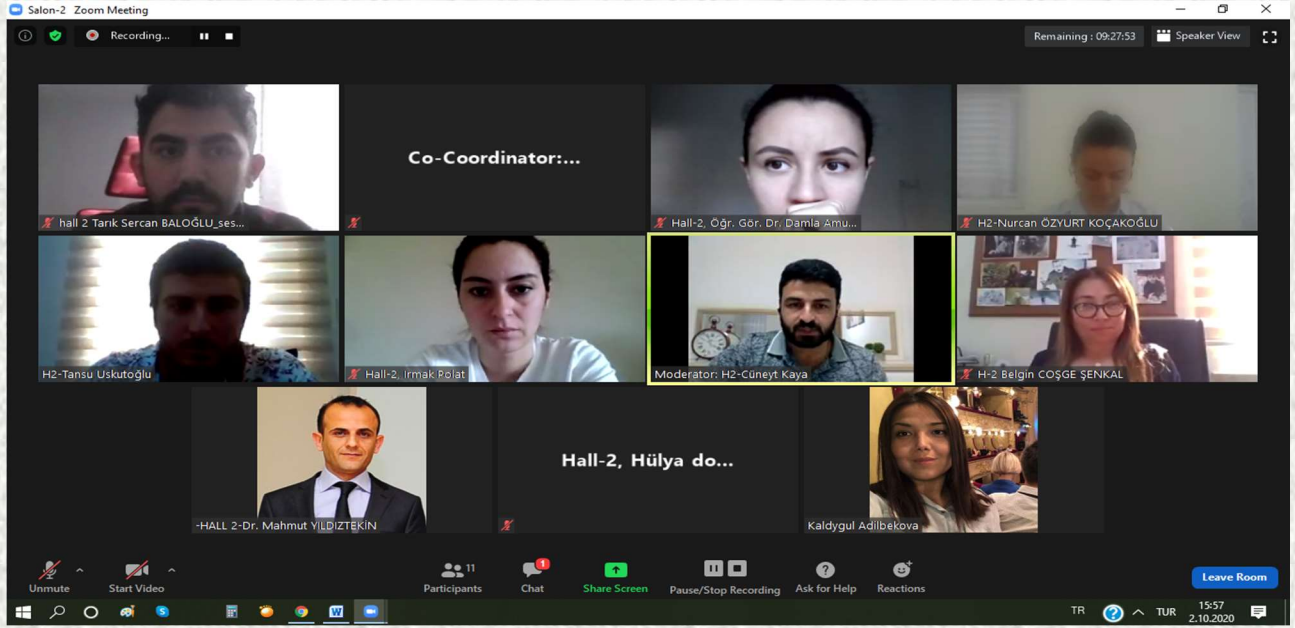 Salon-2 Zoom Meeting
Recording...
Remaining : 09:27:53
Speaker View
hall 2 Tarık Sercan BALOĞLU_ses...
Co-Coordinator:...
Hall-2, Öğr. Gör. Dr. Damla Amu...
H2-Nurcan ÖZYURT KOÇAKOĞLU
H2-Tansu Uskutoğlu
Hall-2, Irmak Polat
Moderator: H2-Cüneyt Kaya
H-2 Belgin COŞGE ŞENKAL
-HALL 2-Dr. Mahmut YILDIZTEKİN
Hall-2, Hülya do...
Kaldygul Adilbekova
Unmute
Start Video
11
Participants
1
Chat
Share Screen
Pause/Stop Recording
Ask for Help
Reactions
Leave Room
TR
TUR
15:57
2.10.2020